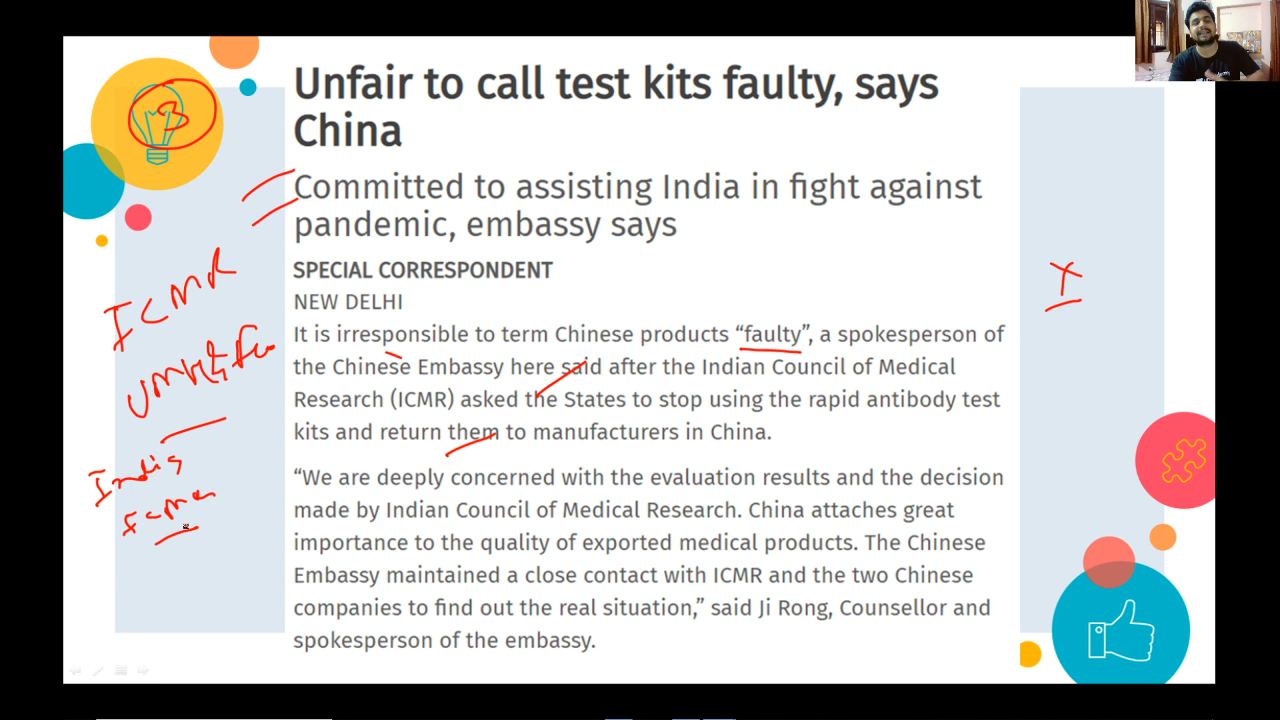 3
Unfair to call test kits faulty, says
China
Committed to assisting India in fight against
pandemic, embassy says
SPECIAL CORRESPONDENT
NEW DELHI
It is irresponsible to term Chinese products “faulty”, a spokesperson of
the Chinese Embassy here said after the Indian Council of Medical
Research (ICMR) asked the States to stop using the rapid antibody test
kits and return them to manufacturers in China.
“We are deeply concerned with the evaluation results and the decision
made by Indian Council of Medical Research. China attaches great
importance to the quality of exported medical products. The Chinese
Embassy maintained a close contact with ICMR and the two Chinese
companies to find out the real situation,” said Ji Rong, Counsellor and
spokesperson of the embassy.
ICMR